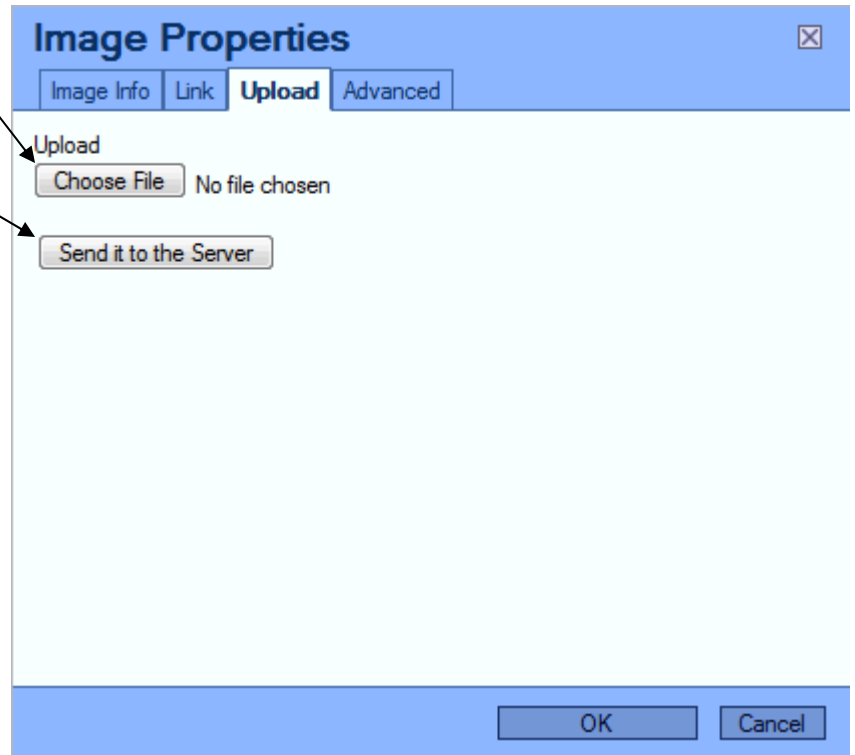 Image Properties
Image Info Link Upload Advanced
Upload
Choose File No file chosen
Send it to the Server
OK Cancel